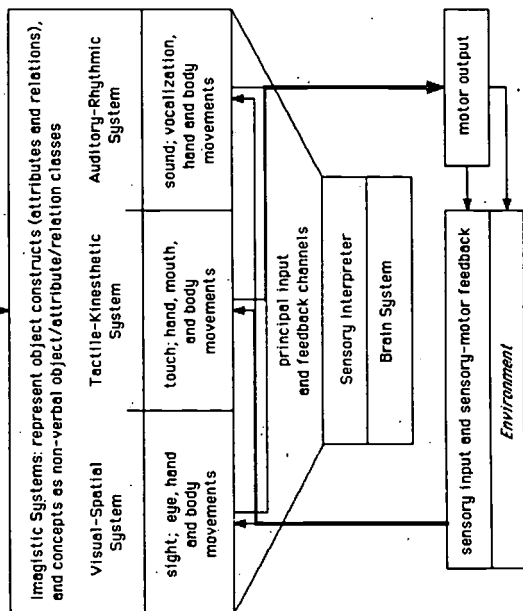 Imagistic Systems: represent object constructs (attributes and relations),
and concepts as non-verbal object/attribute/relation classes
Visual-Spatial
System
Tactile-Kinesthetic
System
Auditory-Rhythmic
System
sight; eye, hand
and body
movements
touch; hand, mouth,
and body
movements
sound; vocalization,
hand and body
movements
principal input
and feedback channels
Sensory Interpreter
Brain System
motor output
sensory input and sensory-motor feedback
Environment